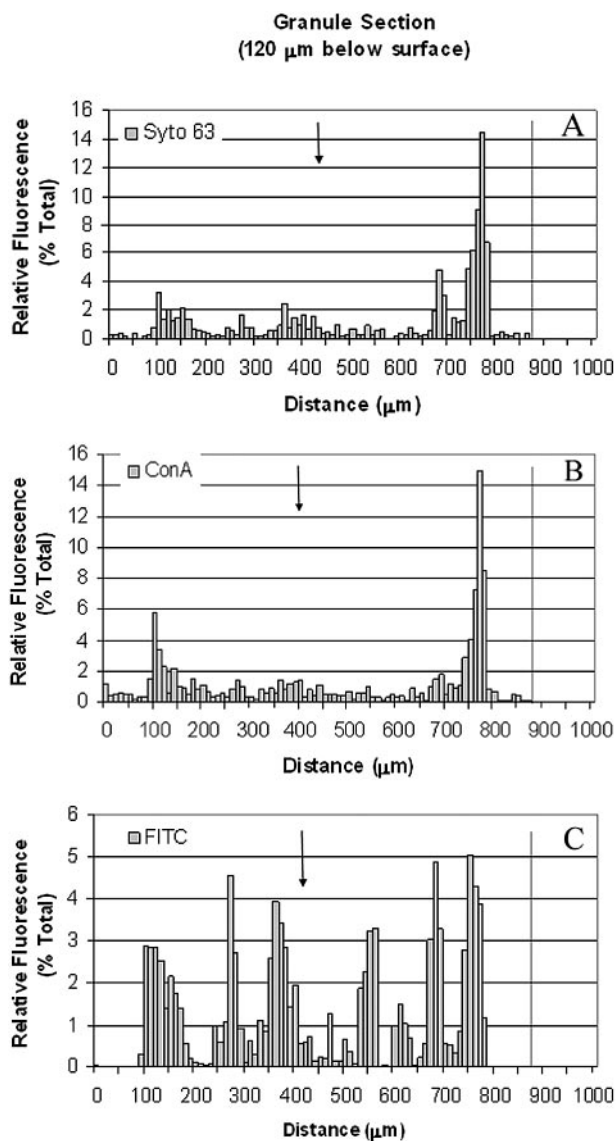 Granule Section
(120 µm below surface)
A
Syto 63
Relative Fluorescence
(% Total)
16
14
12
10
8
6
4
2
0
0 100 200 300 400 500 600 700 800 900 1000
Distance (µm)
B
ConA
Relative Fluorescence
(% Total)
16
14
12
10
8
6
4
2
0
0 100 200 300 400 500 600 700 800 900 1000
Distance (µm)
C
FITC
Relative Fluorescence
(% Total)
6
5
4
3
2
1
0
0 100 200 300 400 500 600 700 800 900 1000
Distance (µm)